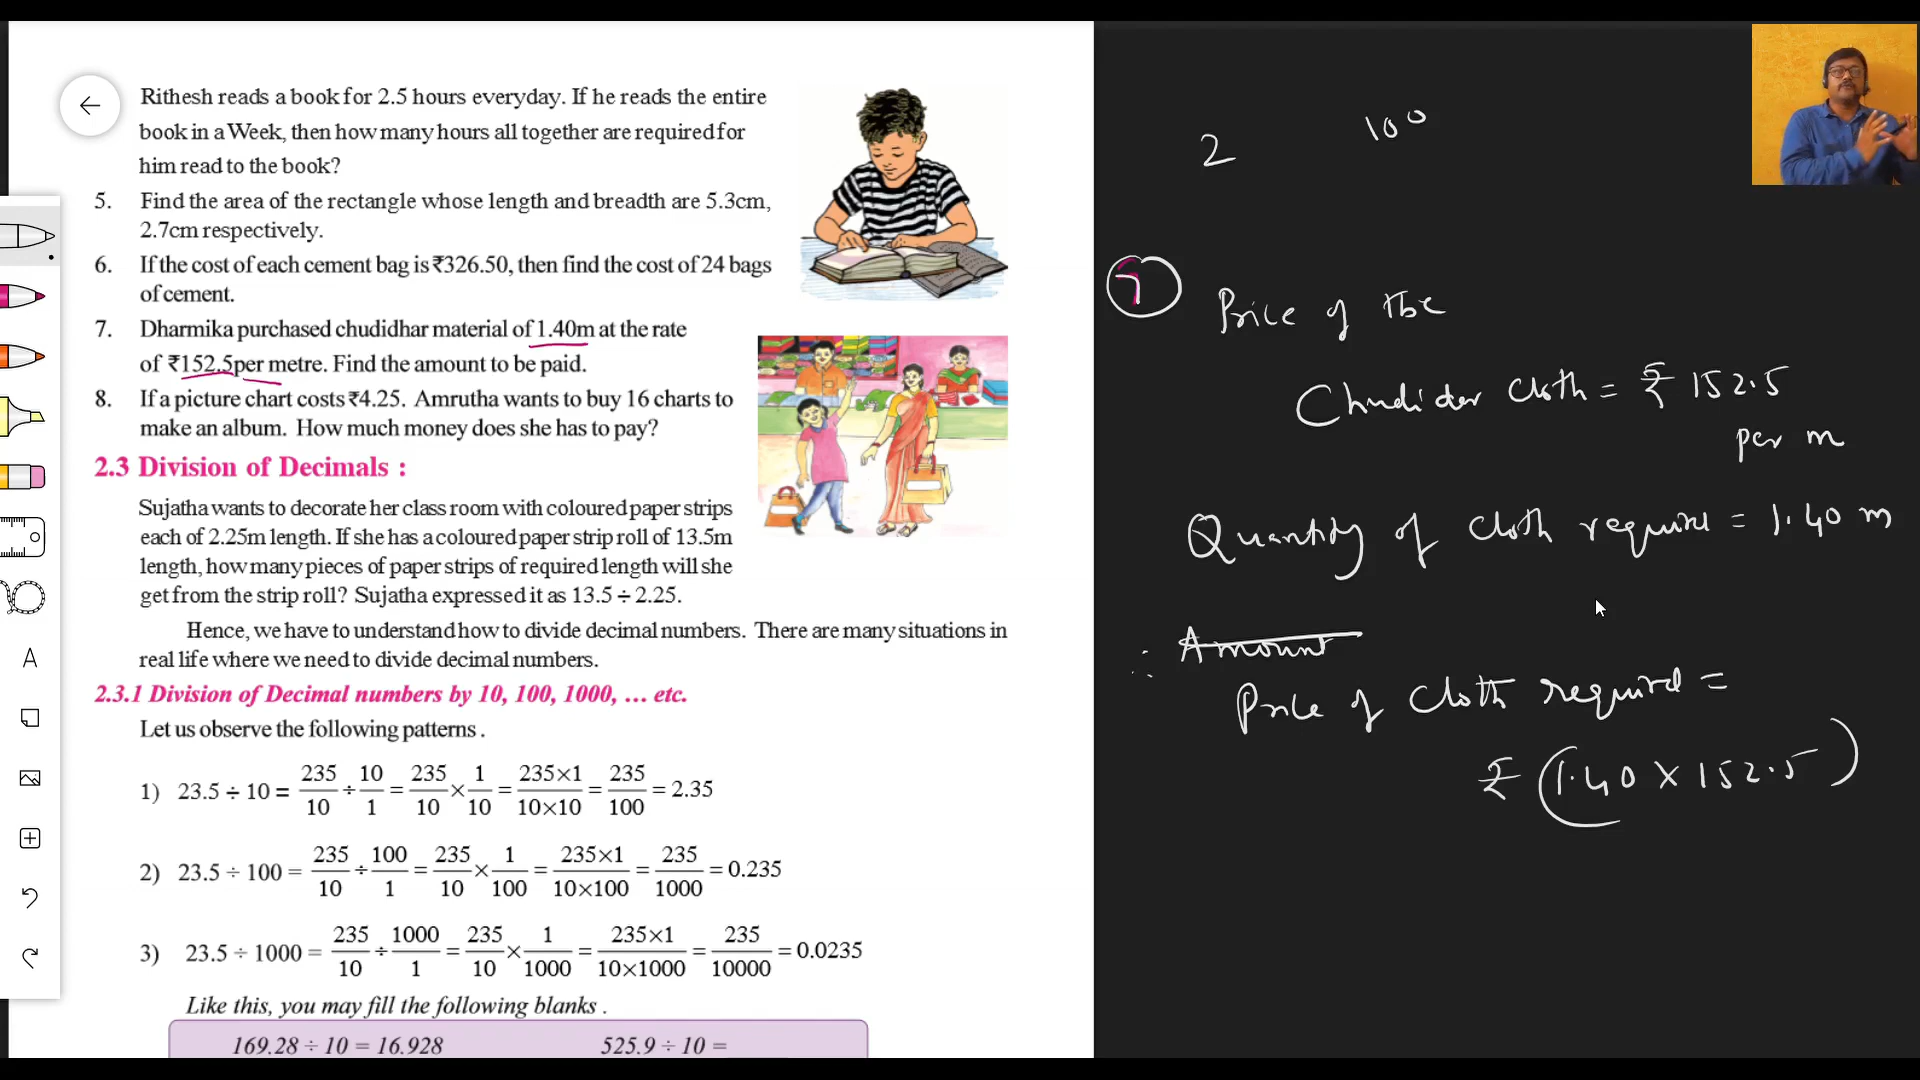 Rithesh reads a book for 2.5 hours everyday. If he reads the entire
book in a Week, then how many hours all together are required for
him read to the book?
5. Find the area of the rectangle whose length and breadth are 5.3cm,
2.7cm respectively.
6. If the cost of each cement bag is ₹326.50, then find the cost of 24 bags
of cement.
7. Dharmika purchased chudidhar material of 1.40m at the rate
of ₹152.5per metre. Find the amount to be paid.
8. If a picture chart costs ₹4.25. Amrutha wants to buy 16 charts to
make an album. How much money does she has to pay?
2.3 Division of Decimals :
Sujatha wants to decorate her class room with coloured paper strips
each of 2.25m length. If she has a coloured paper strip roll of 13.5m
length, how many pieces of paper strips of required length will she
get from the strip roll? Sujatha expressed it as 13.5 ÷ 2.25.
Hence, we have to understand how to divide decimal numbers. There are many situations in
real life where we need to divide decimal numbers.
2.3.1 Division of Decimal numbers by 10, 100, 1000, ... etc.
Let us observe the following patterns .
1) 23.5 ÷ 10 = 235/10 ÷ 10/1 = 235/10 × 1/10 = 235×1/10×10 = 235/100 = 2.35
2) 23.5 ÷ 100 = 235/10 ÷ 100/1 = 235/10 × 1/100 = 235×1/10×100 = 235/1000 = 0.235
3) 23.5 ÷ 1000 = 235/10 ÷ 1000/1 = 235/10 × 1/1000 = 235×1/10×1000 = 235/10000 = 0.0235
Like this, you may fill the following blanks .
169.28 ÷ 10 = 16.928 525.9 ÷ 10 =
A
2 100
7 Price of the
Chudider cloth = ₹ 152.5
per m
Quantity of cloth required = 1.40 m
∴ Amount
Price of cloth required =
₹ (1.40 × 152.5)